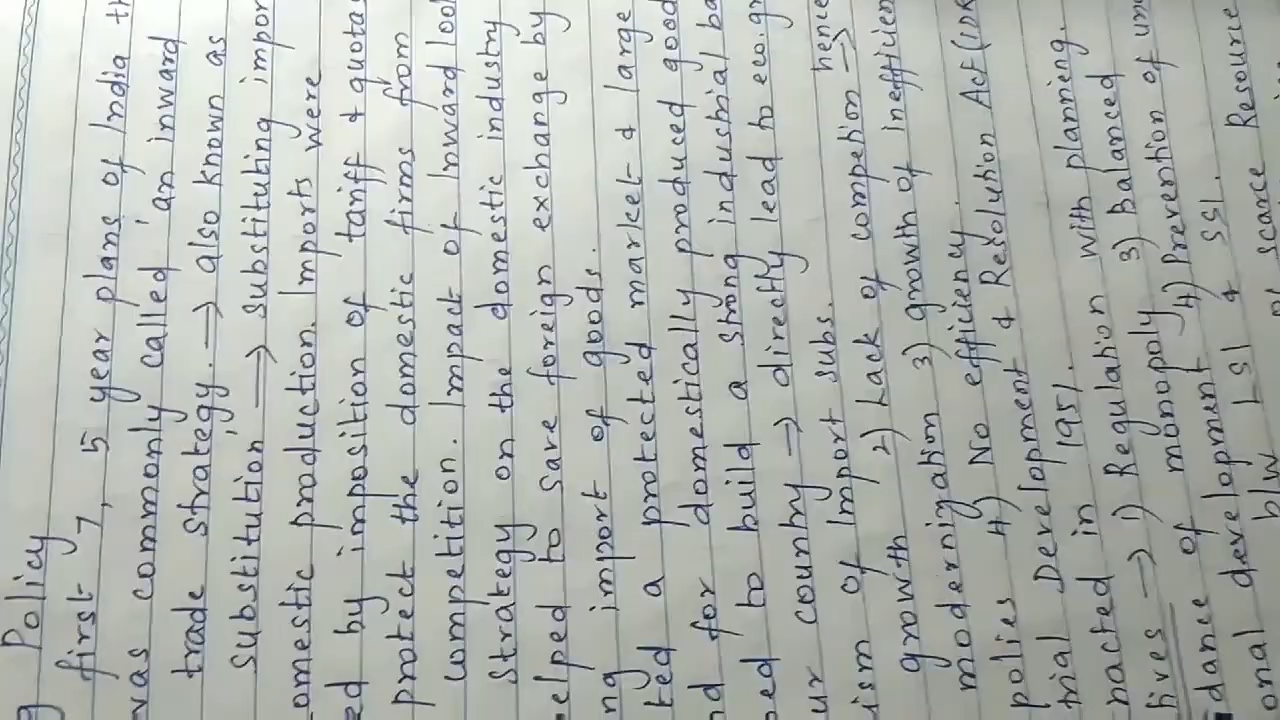 Policy
first 7, 5 year plans of India th
was commonly called an inward
trade strategy. → also known as
substitution → substituting impor
omestic production. Imports were
ed by imposition of tariff & quota
protect the domestic firms from
competition. Impact of Inward loo
strategy on the domestic industry
elped to save foreign exchange by
ng import of goods.
ted a protected market & large
nd for domestically produced good
ped to build a strong industrial ba
ur country → directly lead to eco. gr
ism of Import subs. hence
growth 2) Lack of competion →
modernization 3) growth of inefficien
policies 4) No efficiency.
trial Development & Resolution Act (IDR
nacted in 1951.
tives → 1) Regulation with planning.
dance of monopoly 3) Balanced
onal development 4) Prevention of un
b/w LSI & SSI.
of scarce Resource